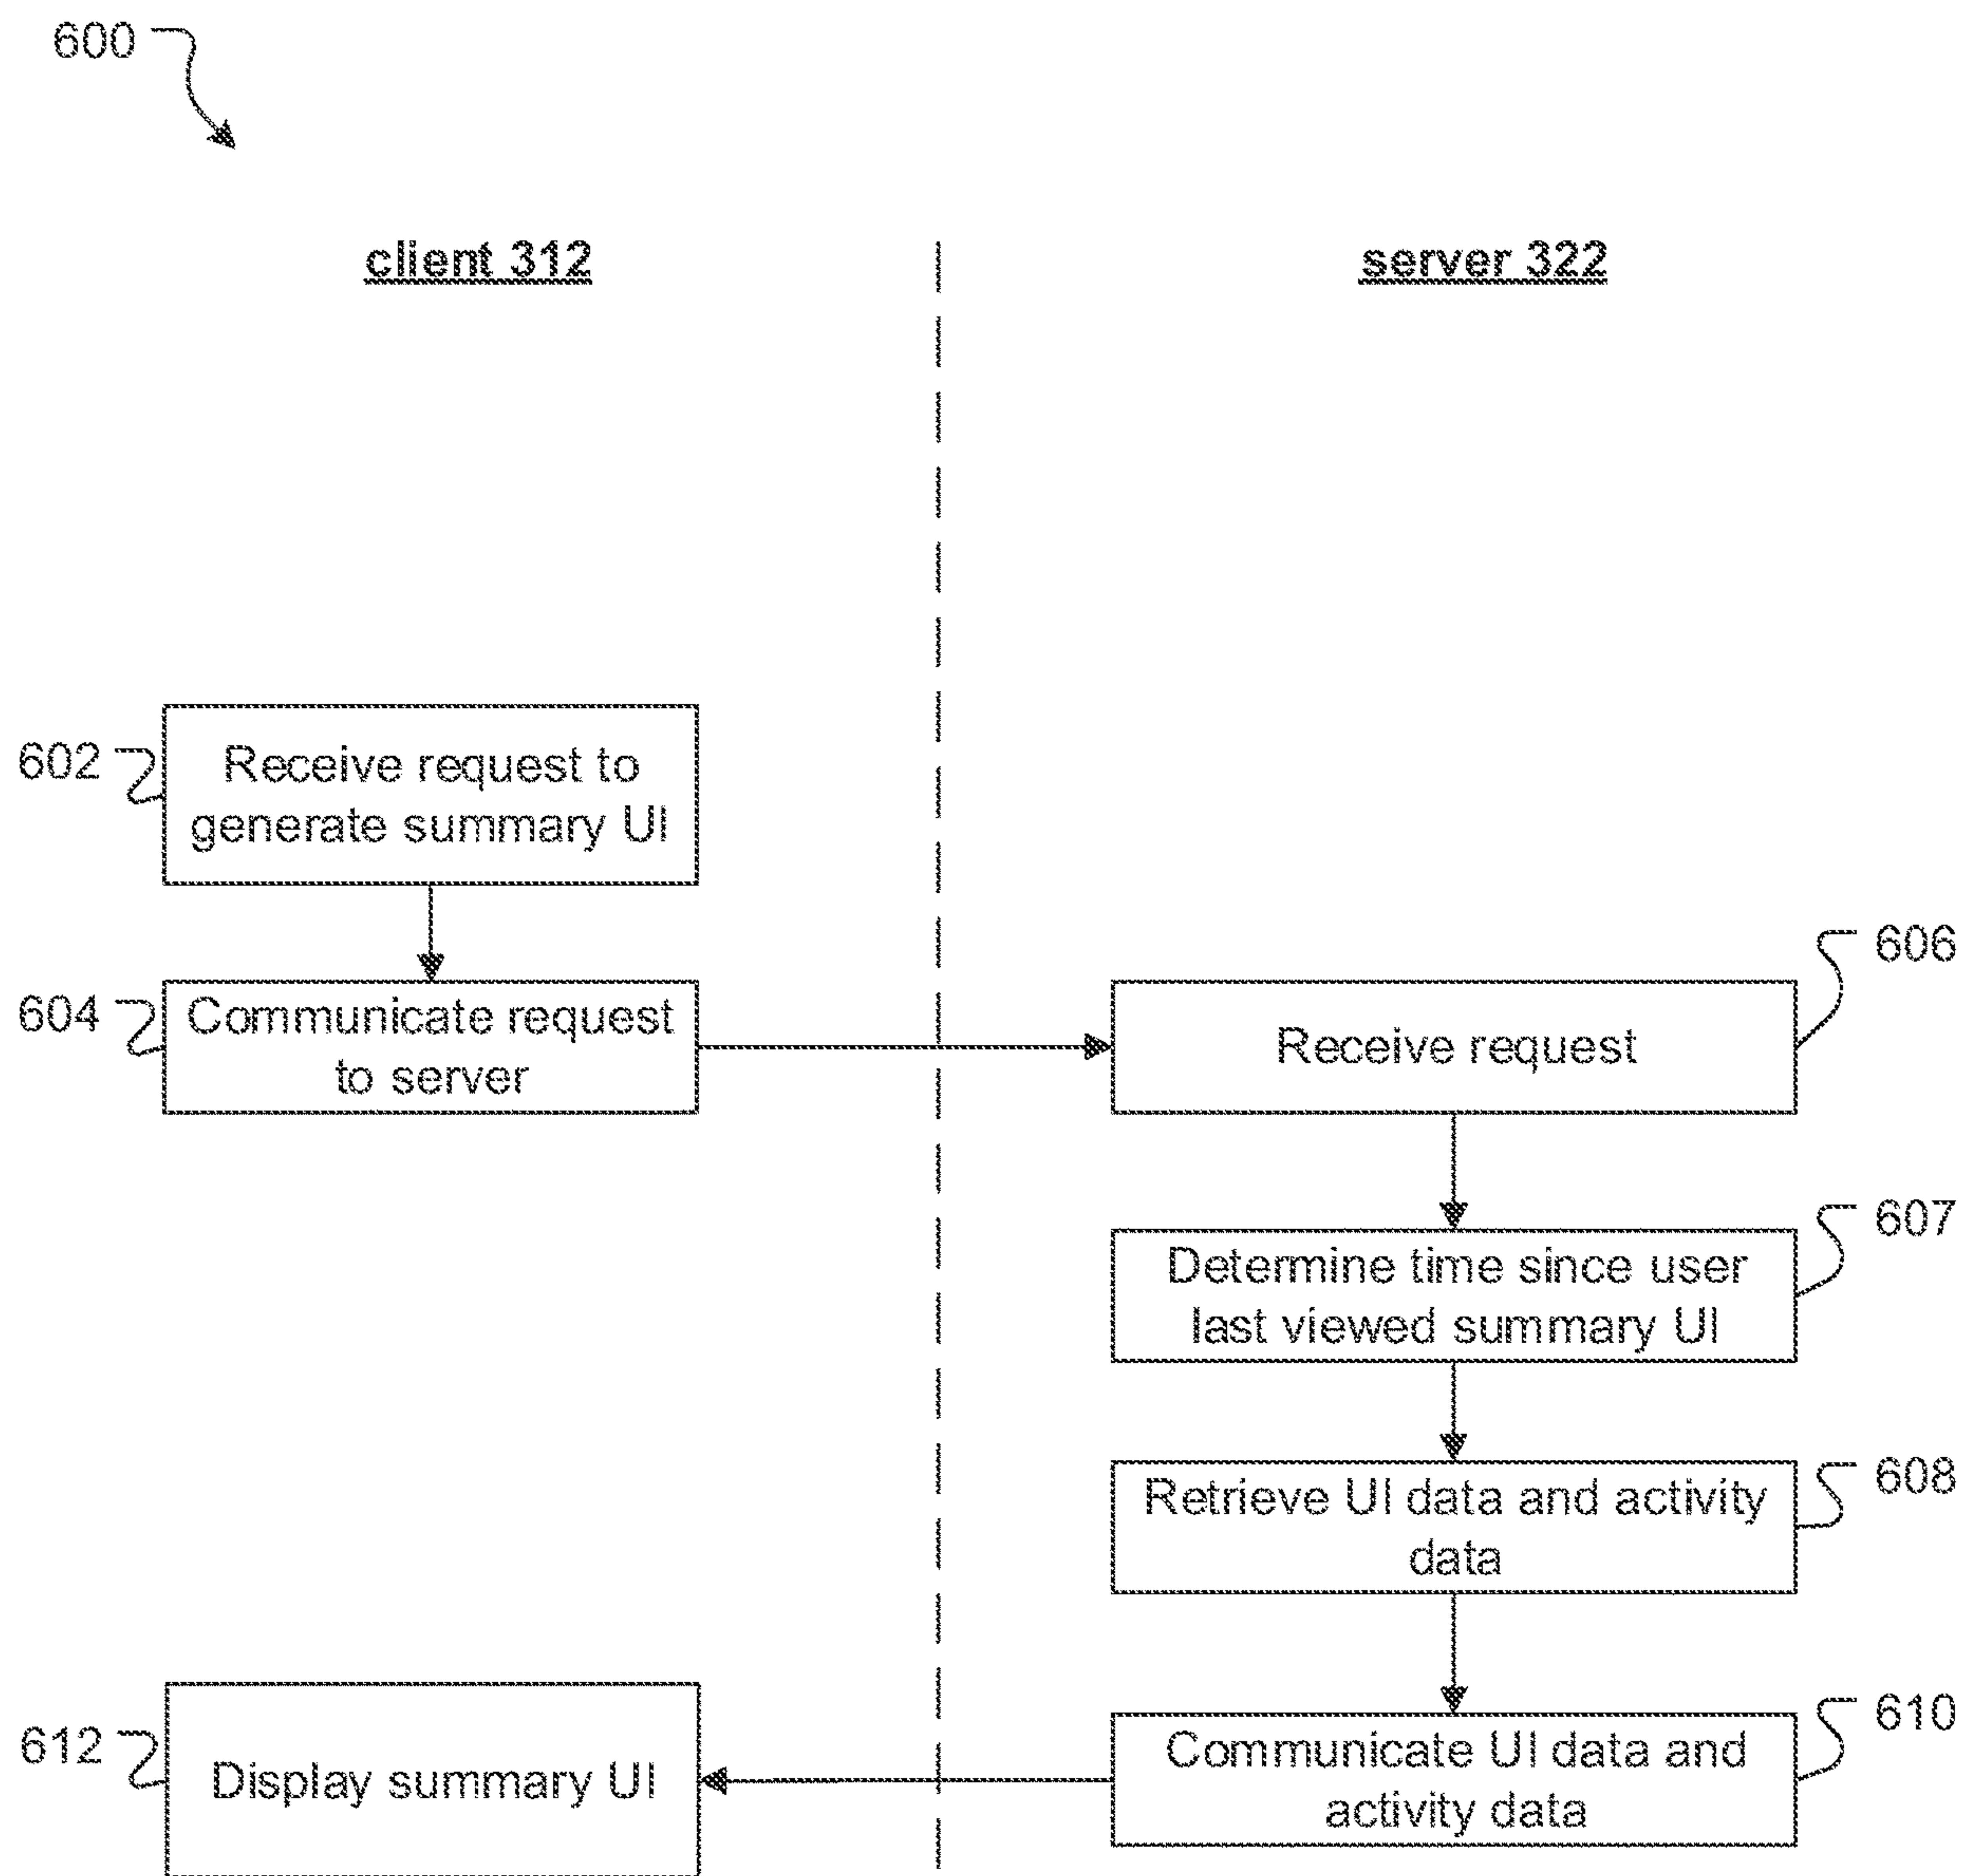 600
client 312
server 322
602
Receive request to
generate summary UI
604
Communicate request
to server
606
Receive request
607
Determine time since user
last viewed summary UI
608
Retrieve UI data and activity
data
610
Communicate UI data and
activity data
612
Display summary UI